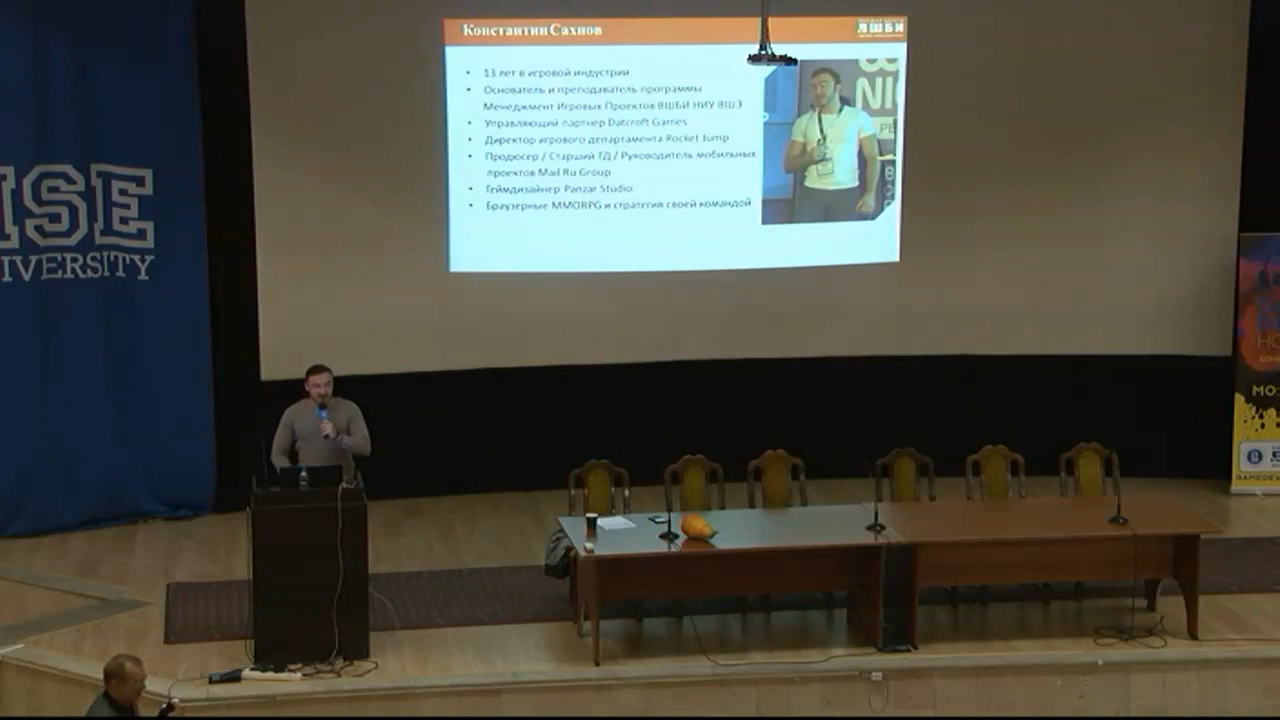 Константин Сахнов
ВШБИ
• 13 лет в игровой индустрии
• Основатель и преподаватель программы
Менеджмент Игровых Проектов ВШБИ НИУ ВШЭ
• Управляющий партнер Datcroft Games
• Директор игрового департамента Rocket Jump
• Продюсер / Старший ГД / Руководитель мобильных
проектов Mail Ru Group
• Геймдизайнер Panzar Studio
• Браузерные MMORPG и стратегия своей командой
NI
HSE
IVERSITY